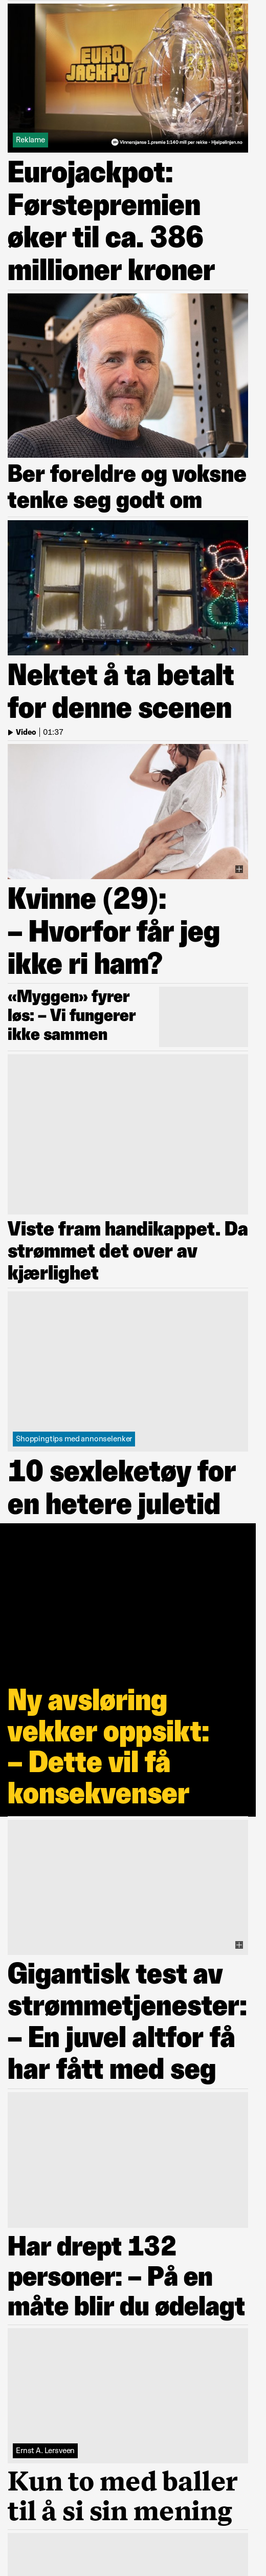 EURO
JACKPOT
Reklame
Vinnersjanse 1.premie 1:140 mill per rekke - Hjelpelinjen.no
Eurojackpot:
Førstepremien
øker til ca. 386
millioner kroner
Ber foreldre og voksne
tenke seg godt om
Nektet å ta betalt
for denne scenen
Video | 01:37
Kvinne (29):
– Hvorfor får jeg
ikke ri ham?
«Myggen» fyrer
løs: – Vi fungerer
ikke sammen
Viste fram handikappet. Da
strømmet det over av
kjærlighet
Shoppingtips med annonselenker
10 sexleketøy for
en hetere juletid
Ny avsløring
vekker oppsikt:
– Dette vil få
konsekvenser
Gigantisk test av
strømmetjenester:
– En juvel altfor få
har fått med seg
Har drept 132
personer: – På en
måte blir du ødelagt
Ernst A. Lersveen
Kun to med baller
til å si sin mening